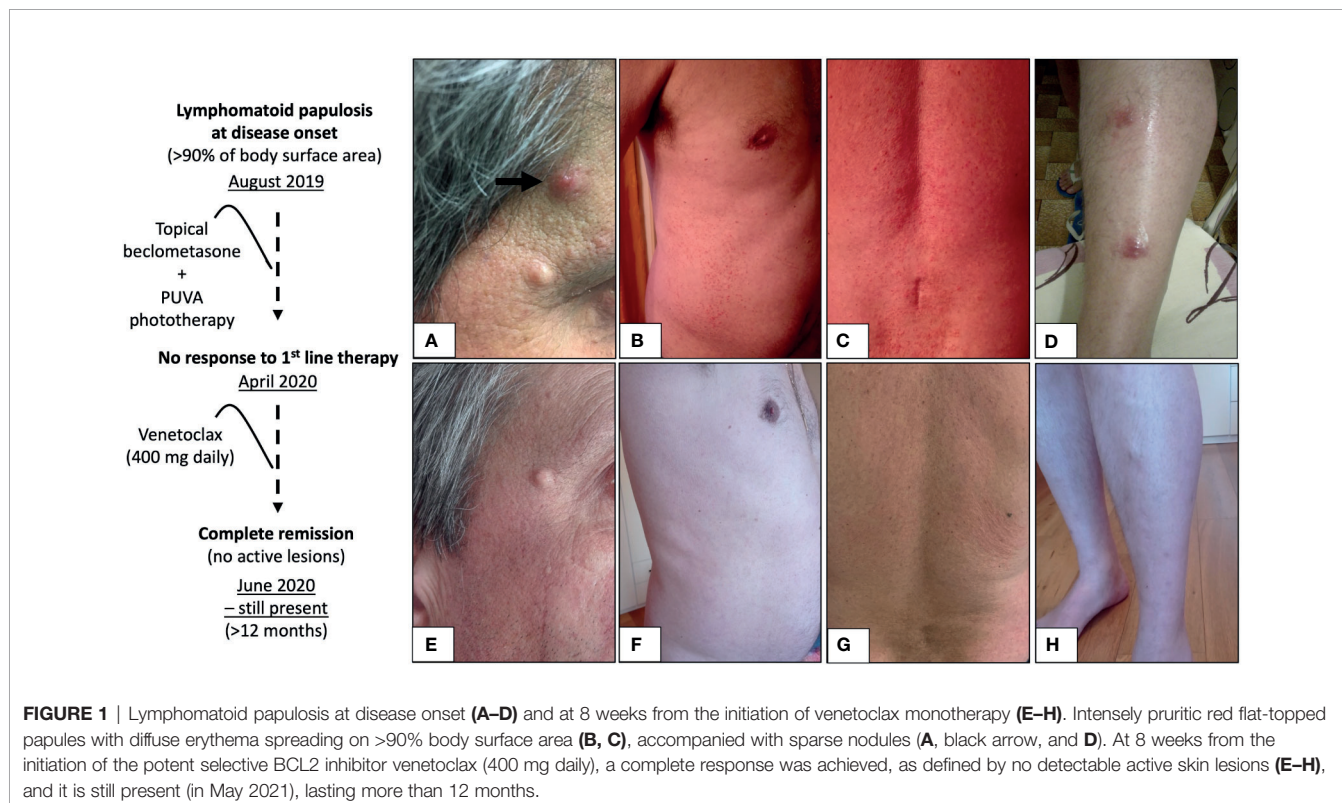 Lymphomatoid papulosis
at disease onset
(>90% of body surface area)
August 2019
Topical
beclometasone
+
PUVA
phototherapy
No response to 1st line therapy
April 2020
Venetoclax
(400 mg daily)
Complete remission
(no active lesions)
June 2020
– still present
(>12 months)
A
B
C
D
E
F
G
H
FIGURE 1 | Lymphomatoid papulosis at disease onset (A–D) and at 8 weeks from the initiation of venetoclax monotherapy (E–H). Intensely pruritic red flat-topped
papules with diffuse erythema spreading on >90% body surface area (B, C), accompanied with sparse nodules (A, black arrow, and D). At 8 weeks from the
initiation of the potent selective BCL2 inhibitor venetoclax (400 mg daily), a complete response was achieved, as defined by no detectable active skin lesions (E–H),
and it is still present (in May 2021), lasting more than 12 months.